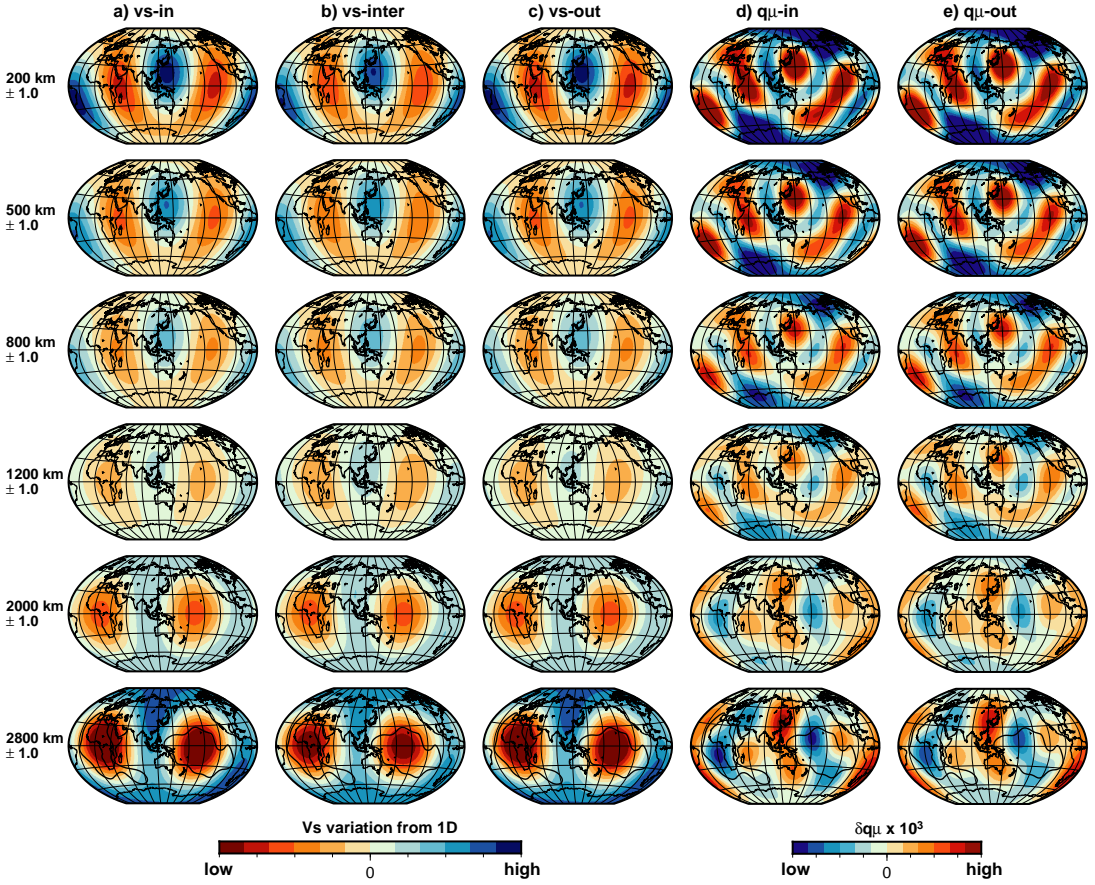 a) vs-in b) vs-inter c) vs-out d) qμ-in e) qμ-out
200 km
± 1.0
500 km
± 1.0
800 km
± 1.0
1200 km
± 1.0
2000 km
± 1.0
2800 km
± 1.0
Vs variation from 1D δqμ x 10³
low 0 high low 0 high